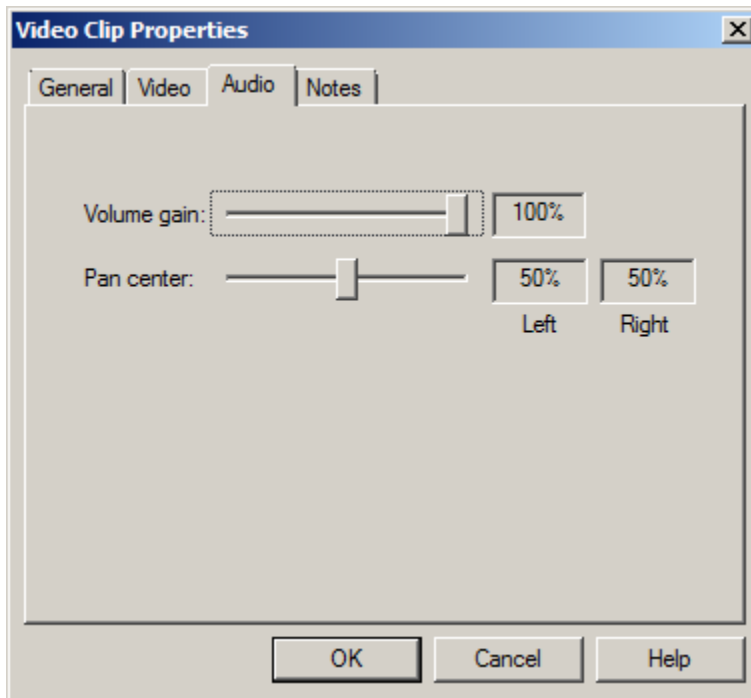 Video Clip Properties
General Video Audio Notes
Volume gain: 100%
Pan center: 50% 50%
Left Right
OK Cancel Help